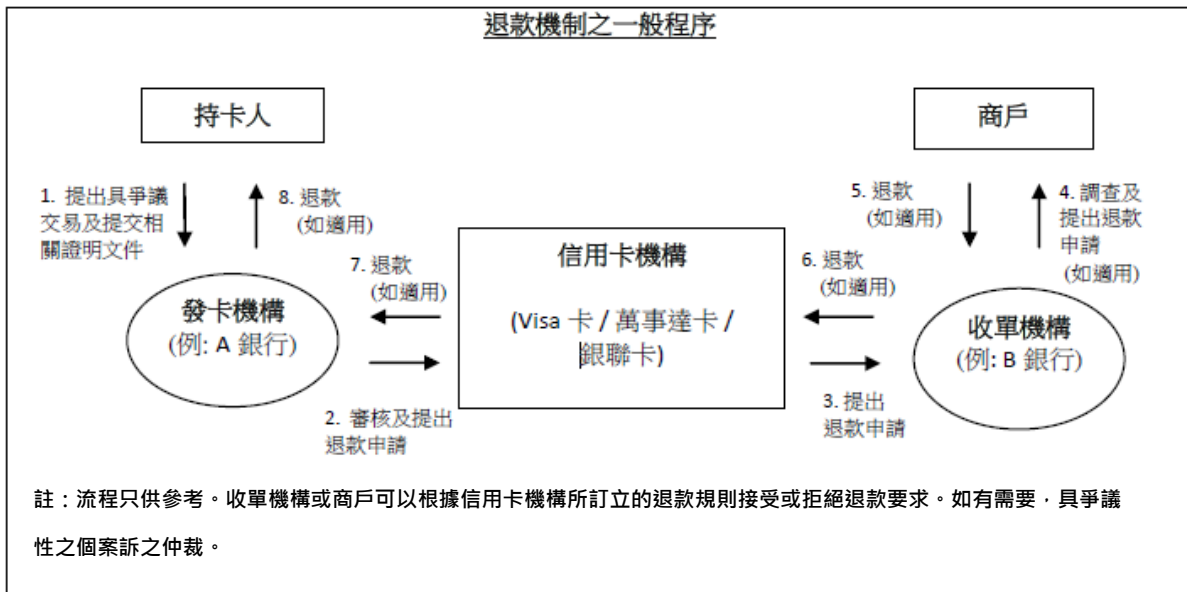 退款機制之一般程序
持卡人
商戶
1. 提出具爭議
交易及提交相
關證明文件
8. 退款
(如適用)
5. 退款
(如適用)
4. 調查及
提出退款
申請
(如適用)
7. 退款
(如適用)
信用卡機構
(Visa 卡 / 萬事達卡 /
銀聯卡)
6. 退款
(如適用)
發卡機構
(例: A 銀行)
收單機構
(例: B 銀行)
2. 審核及提出
退款申請
3. 提出
退款申請
註：流程只供參考。收單機構或商戶可以根據信用卡機構所訂立的退款規則接受或拒絕退款要求。如有需要，具爭議
性之個案訴之仲裁。